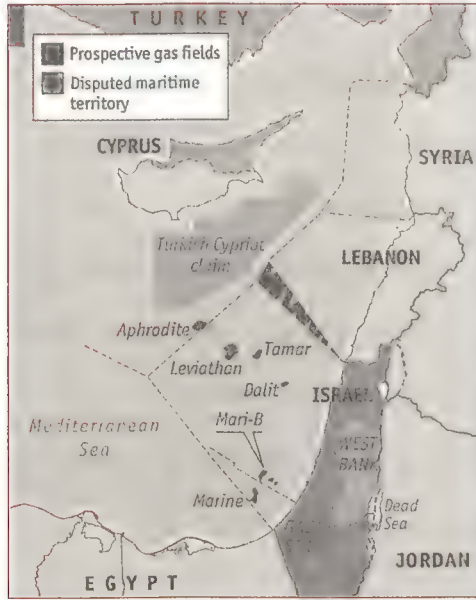 TURKEY
Prospective gas fields
Disputed maritime
territory
CYPRUS
SYRIA
Turkish Cypriot
claim
LEBANON
Aphrodite
Tamar
Leviathan
Dalit
ISRAEL
Mari-B
Mediterranean
Sea
WEST
BANK
Marine
Dead
Sea
JORDAN
EGYPT